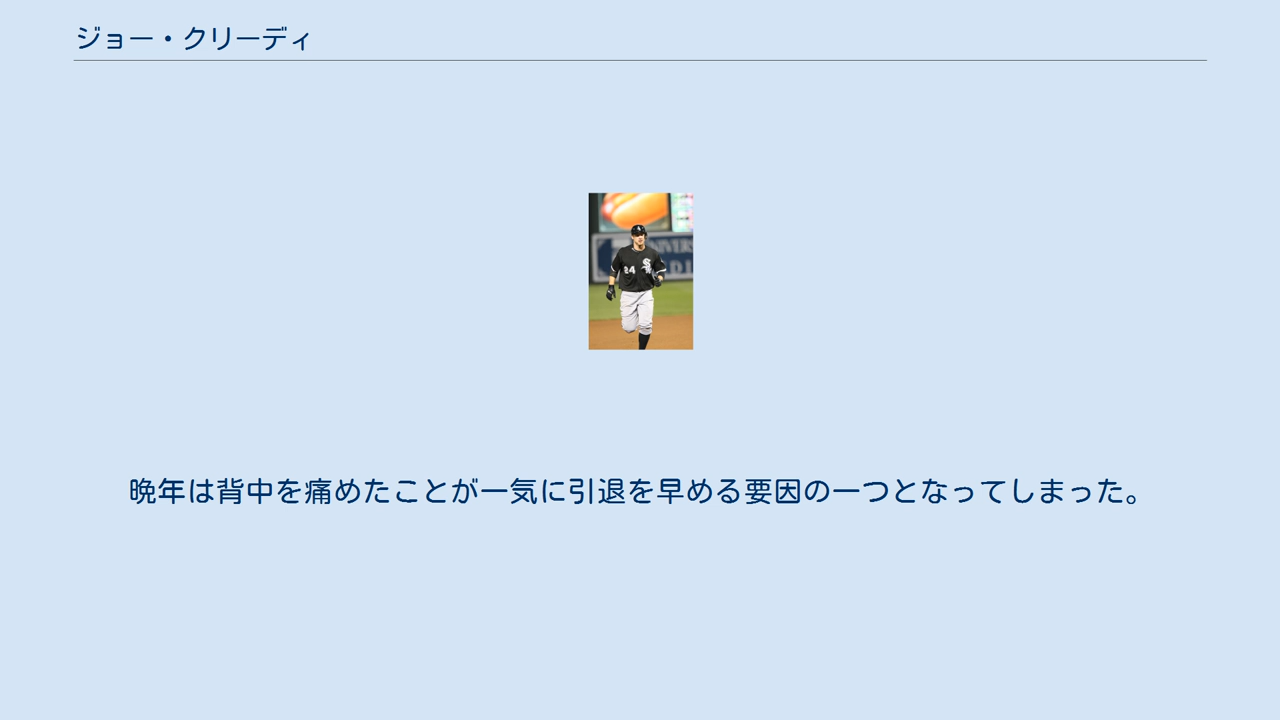 ジョー・クリーディ
24
晩年は背中を痛めたことが一気に引退を早める要因の一つとなってしまった。